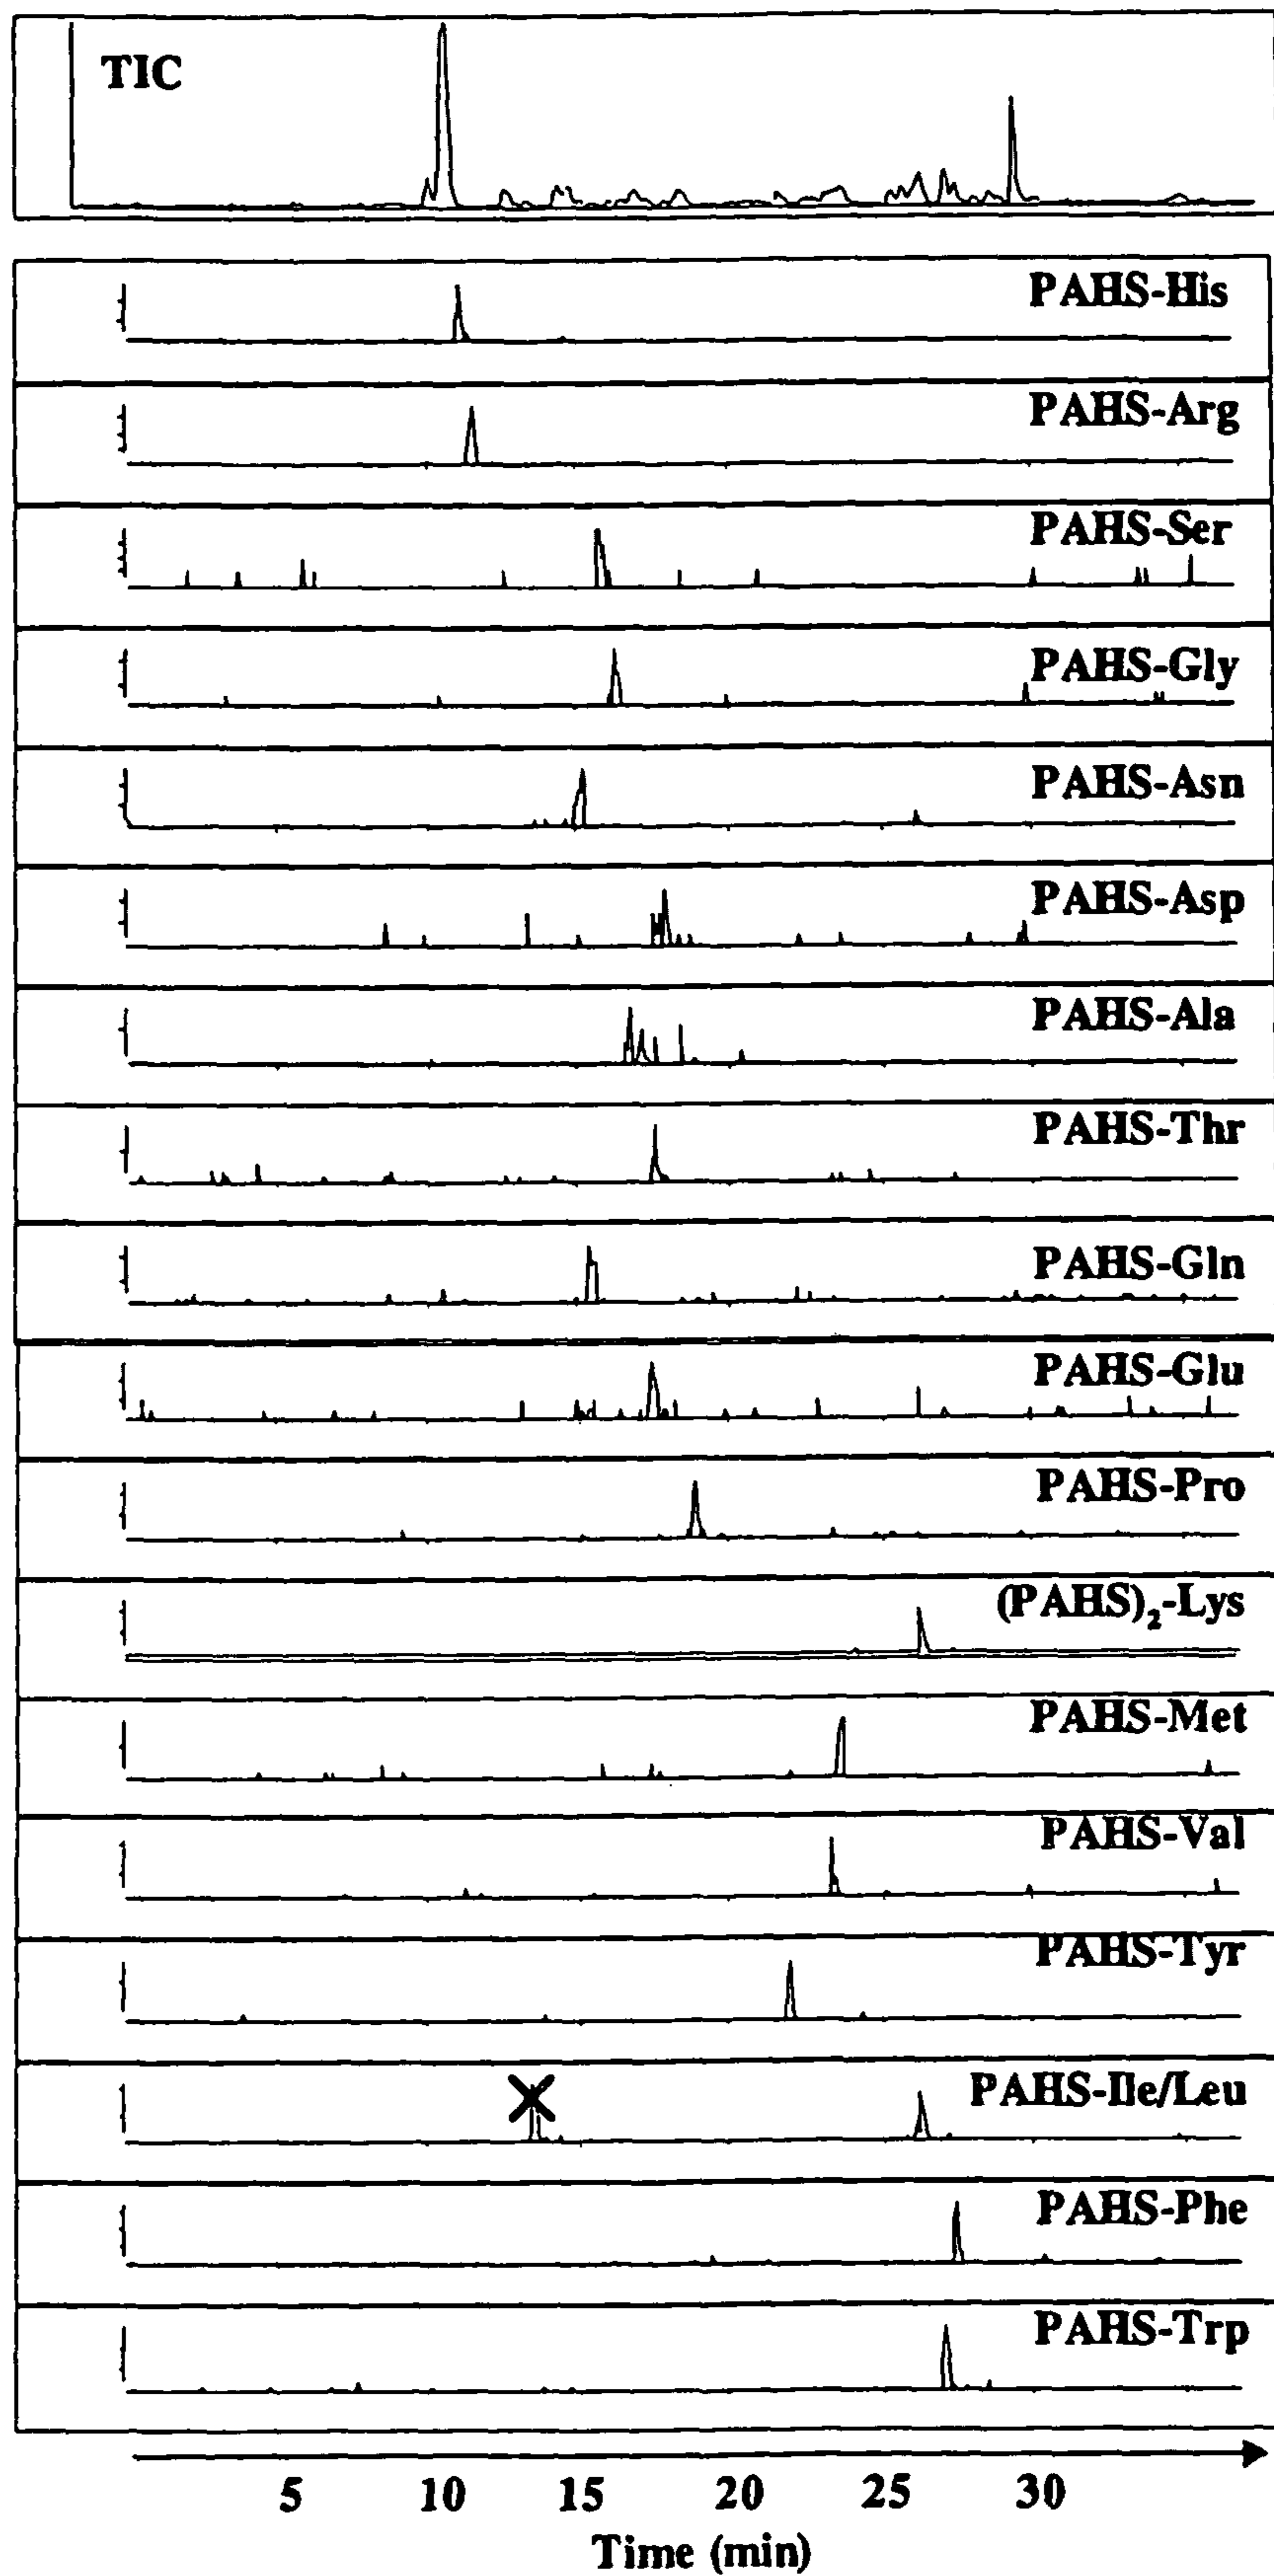 TIC
PAHS-His
PAHS-Arg
PAHS-Ser
PAHS-Gly
PAHS-Asn
PAHS-Asp
PAHS-Ala
PAHS-Thr
PAHS-Gln
PAHS-Glu
PAHS-Pro
(PAHS)₂-Lys
PAHS-Met
PAHS-Val
PAHS-Tyr
PAHS-Ile/Leu
PAHS-Phe
PAHS-Trp
5 10 15 20 25 30
Time (min)